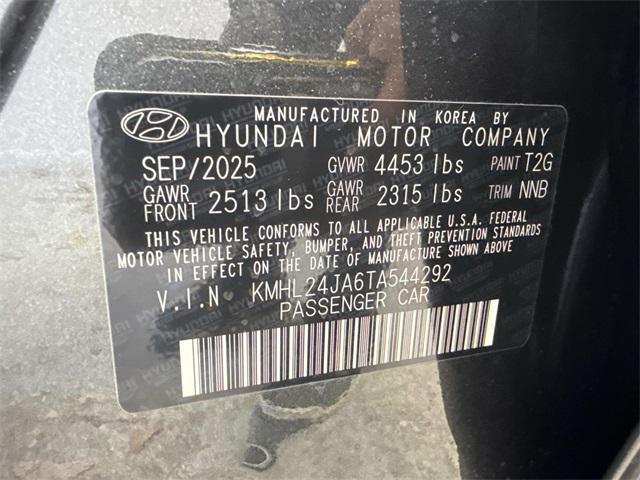 MANUFACTURED IN KOREA BY
HYUNDAI MOTOR COMPANY
SEP/2025 GVWR 4453 lbs PAINT T2G
GAWR FRONT 2513 lbs GAWR REAR 2315 lbs TRIM NNB
THIS VEHICLE CONFORMS TO ALL APPLICABLE U.S.A. FEDERAL
MOTOR VEHICLE SAFETY, BUMPER, AND THEFT PREVENTION STANDARDS
IN EFFECT ON THE DATE OF MANUFACTURE SHOWN ABOVE
V.I.N KMHL24JA6TA544292
PASSENGER CAR